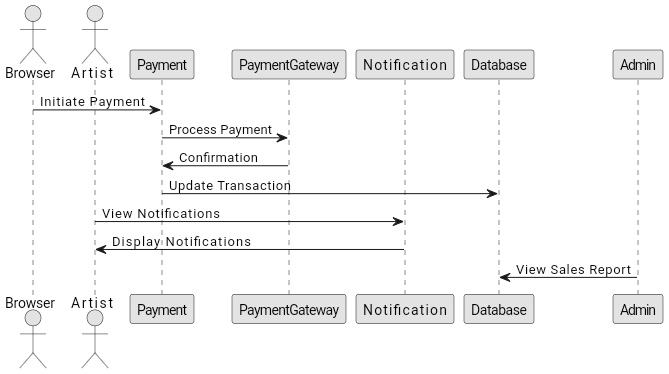 Browser Artist Payment PaymentGateway Notification Database Admin
Initiate Payment
Process Payment
Confirmation
Update Transaction
View Notifications
Display Notifications
View Sales Report
Browser Artist Payment PaymentGateway Notification Database Admin